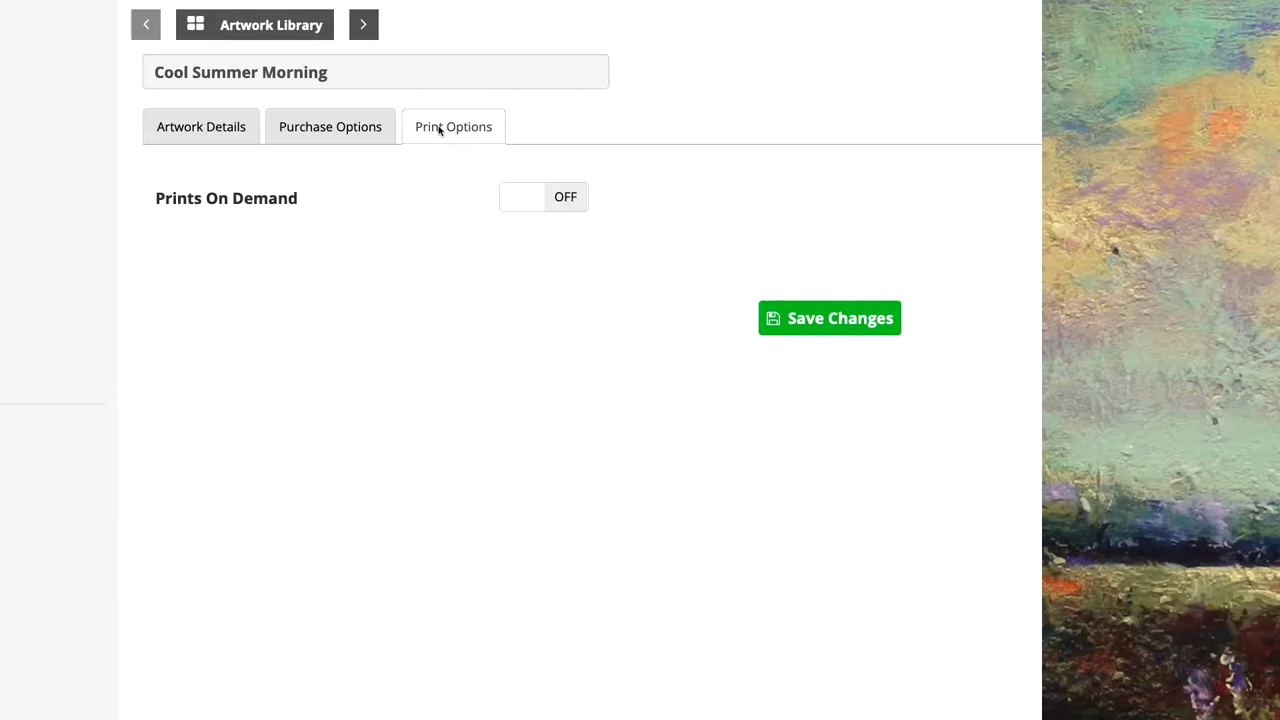 Artwork Library
Cool Summer Morning
Artwork Details Purchase Options Print Options
Prints On Demand OFF
Save Changes